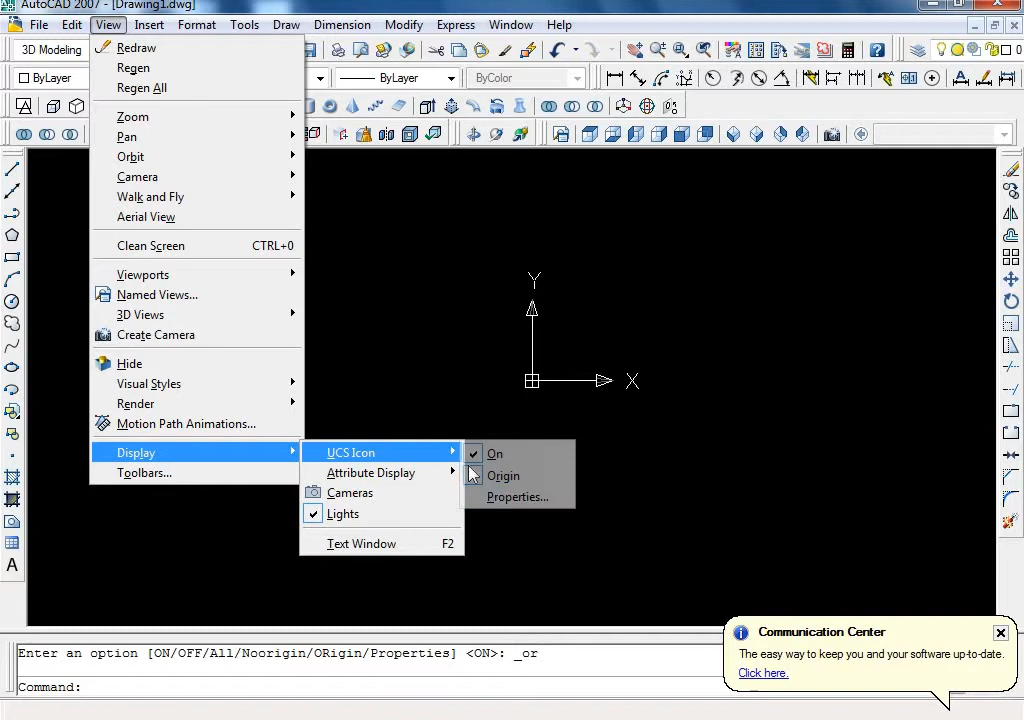 AutoCAD 2007 - [Drawing1.dwg]
File Edit View Insert Format Tools Draw Dimension Modify Express Window Help
3D Modeling
ByLayer
ByLayer
ByColor
Redraw
Regen
Regen All
Zoom
Pan
Orbit
Camera
Walk and Fly
Aerial View
Clean Screen CTRL+0
Viewports
Named Views...
3D Views
Create Camera
Hide
Visual Styles
Render
Motion Path Animations...
Display
Toolbars...
UCS Icon
Attribute Display
Cameras
Lights
Text Window F2
On
Origin
Properties...
Y
X
A
Communication Center
The easy way to keep you and your software up-to-date.
Click here.
Enter an option [ON/OFF/All/Noorigin/ORigin/Properties] <ON>: _or
Command: